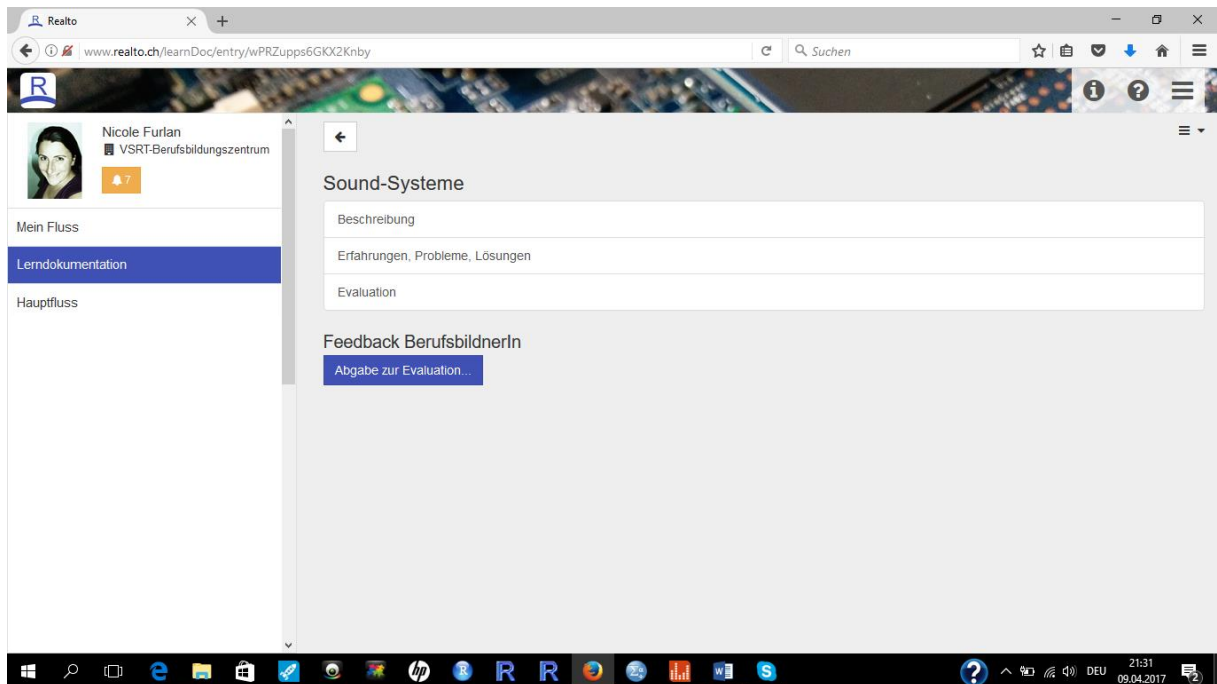 Realto
www.realto.ch/learnDoc/entry/wPRZupps6GKX2Knby
Suchen
R
Nicole Furlan
VSRT-Berufsbildungszentrum
7
Mein Fluss
Lerndokumentation
Hauptfluss
Sound-Systeme
Beschreibung
Erfahrungen, Probleme, Lösungen
Evaluation
Feedback BerufsbildnerIn
Abgabe zur Evaluation...
DEU
21:31
09.04.2017